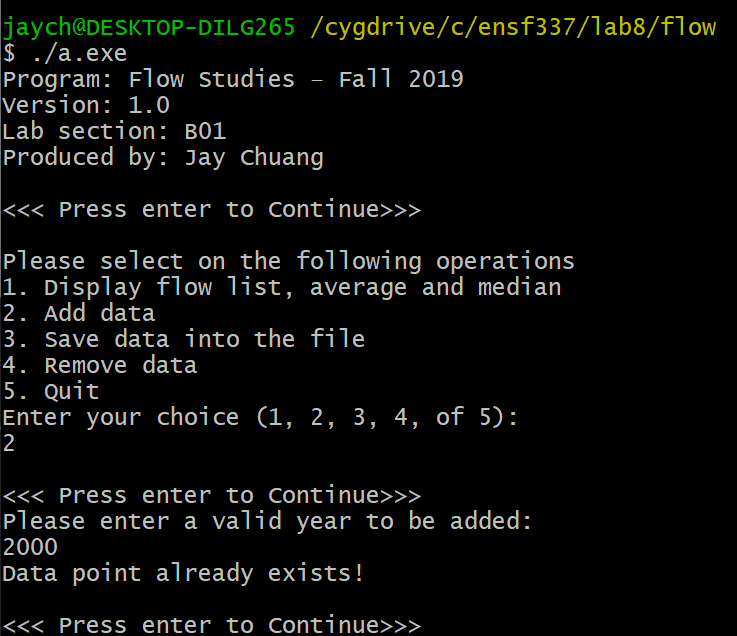 jaych@DESKTOP-DILG265 /cygdrive/c/ensf337/lab8/flow
$ ./a.exe
Program: Flow Studies – Fall 2019
Version: 1.0
Lab section: B01
Produced by: Jay Chuang
<<< Press enter to Continue>>>
Please select on the following operations
1. Display flow list, average and median
2. Add data
3. Save data into the file
4. Remove data
5. Quit
Enter your choice (1, 2, 3, 4, of 5):
2
<<< Press enter to Continue>>>
Please enter a valid year to be added:
2000
Data point already exists!
<<< Press enter to Continue>>>